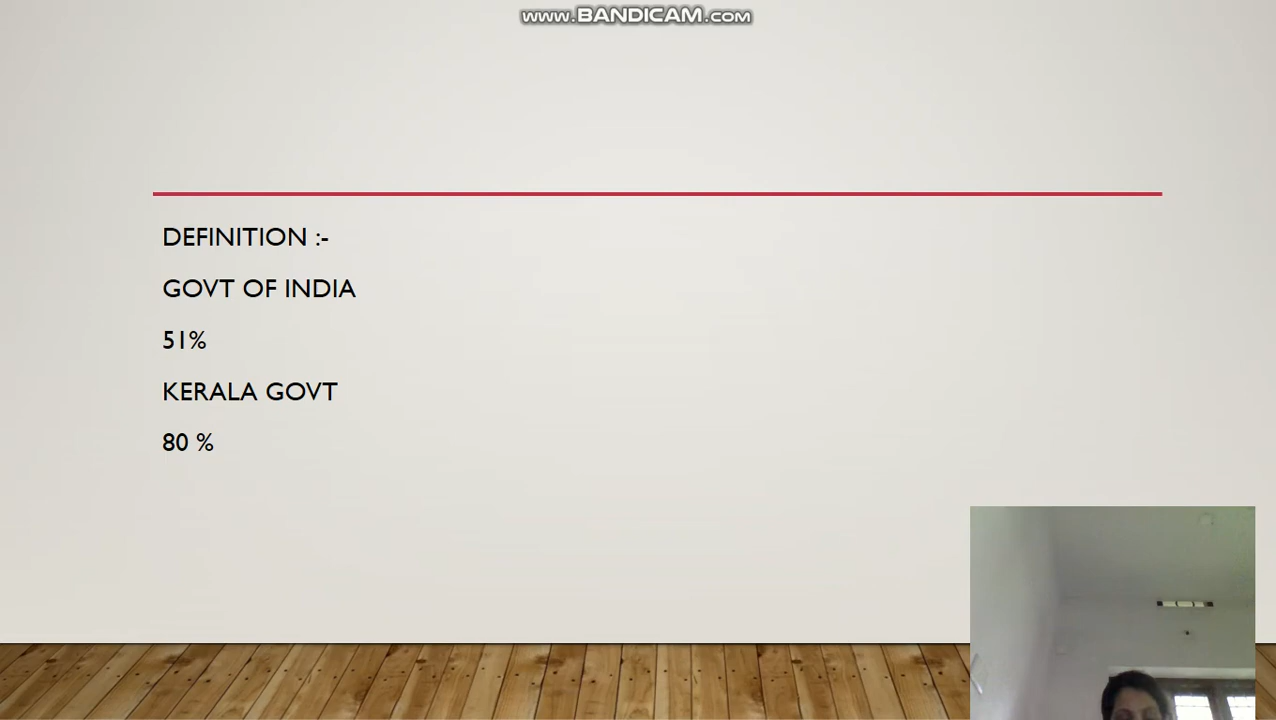 www.BANDICAM.com
DEFINITION :-
GOVT OF INDIA
51%
KERALA GOVT
80 %